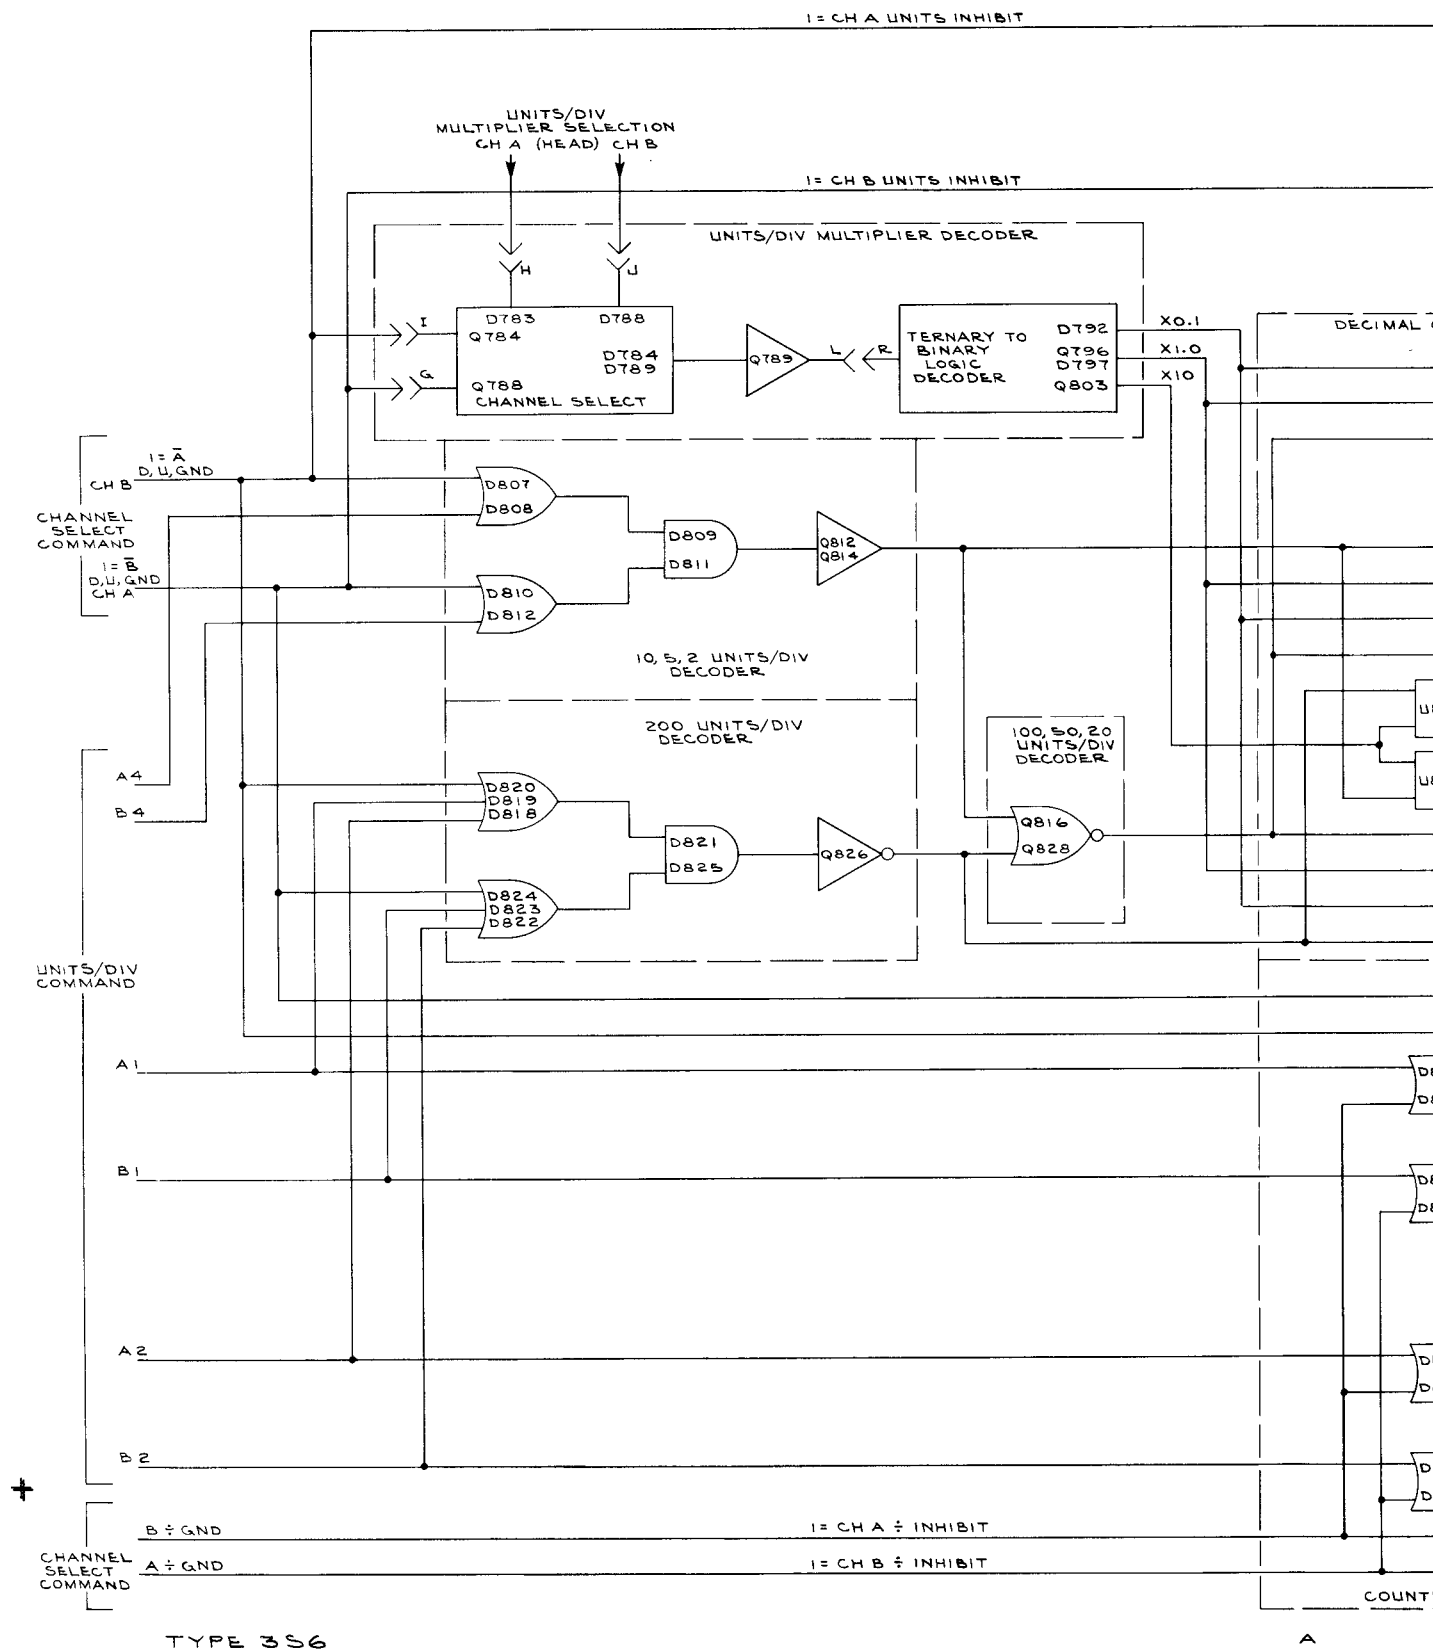 1= CH A UNITS INHIBIT
UNITS/DIV
MULTIPLIER SELECTION
CH A (HEAD) CH B
1= CH B UNITS INHIBIT
UNITS/DIV MULTIPLIER DECODER
H
J
I
D783
Q784
D788
D784
D789
G
Q788
CHANNEL SELECT
Q789
L
R
TERNARY TO
BINARY
LOGIC
DECODER
D792
Q796
D797
Q803
X0.1
X1.0
X10
DECIMAL
CHANNEL
SELECT
COMMAND
1= A̅
D,U,GND
CH B
1= B̅
D,U,GND
CH A
D807
D808
D809
D811
Q812
Q814
D810
D812
10, 5, 2 UNITS/DIV
DECODER
200 UNITS/DIV
DECODER
100, 50, 20
UNITS/DIV
DECODER
A4
B4
D820
D819
D818
D821
D825
Q826
Q816
Q828
D824
D823
D822
UNITS/DIV
COMMAND
A1
B1
A2
B2
CHANNEL
SELECT
COMMAND
B ÷ GND
1= CH A ÷ INHIBIT
A ÷ GND
1= CH B ÷ INHIBIT
COUNT
TYPE 3S6
A